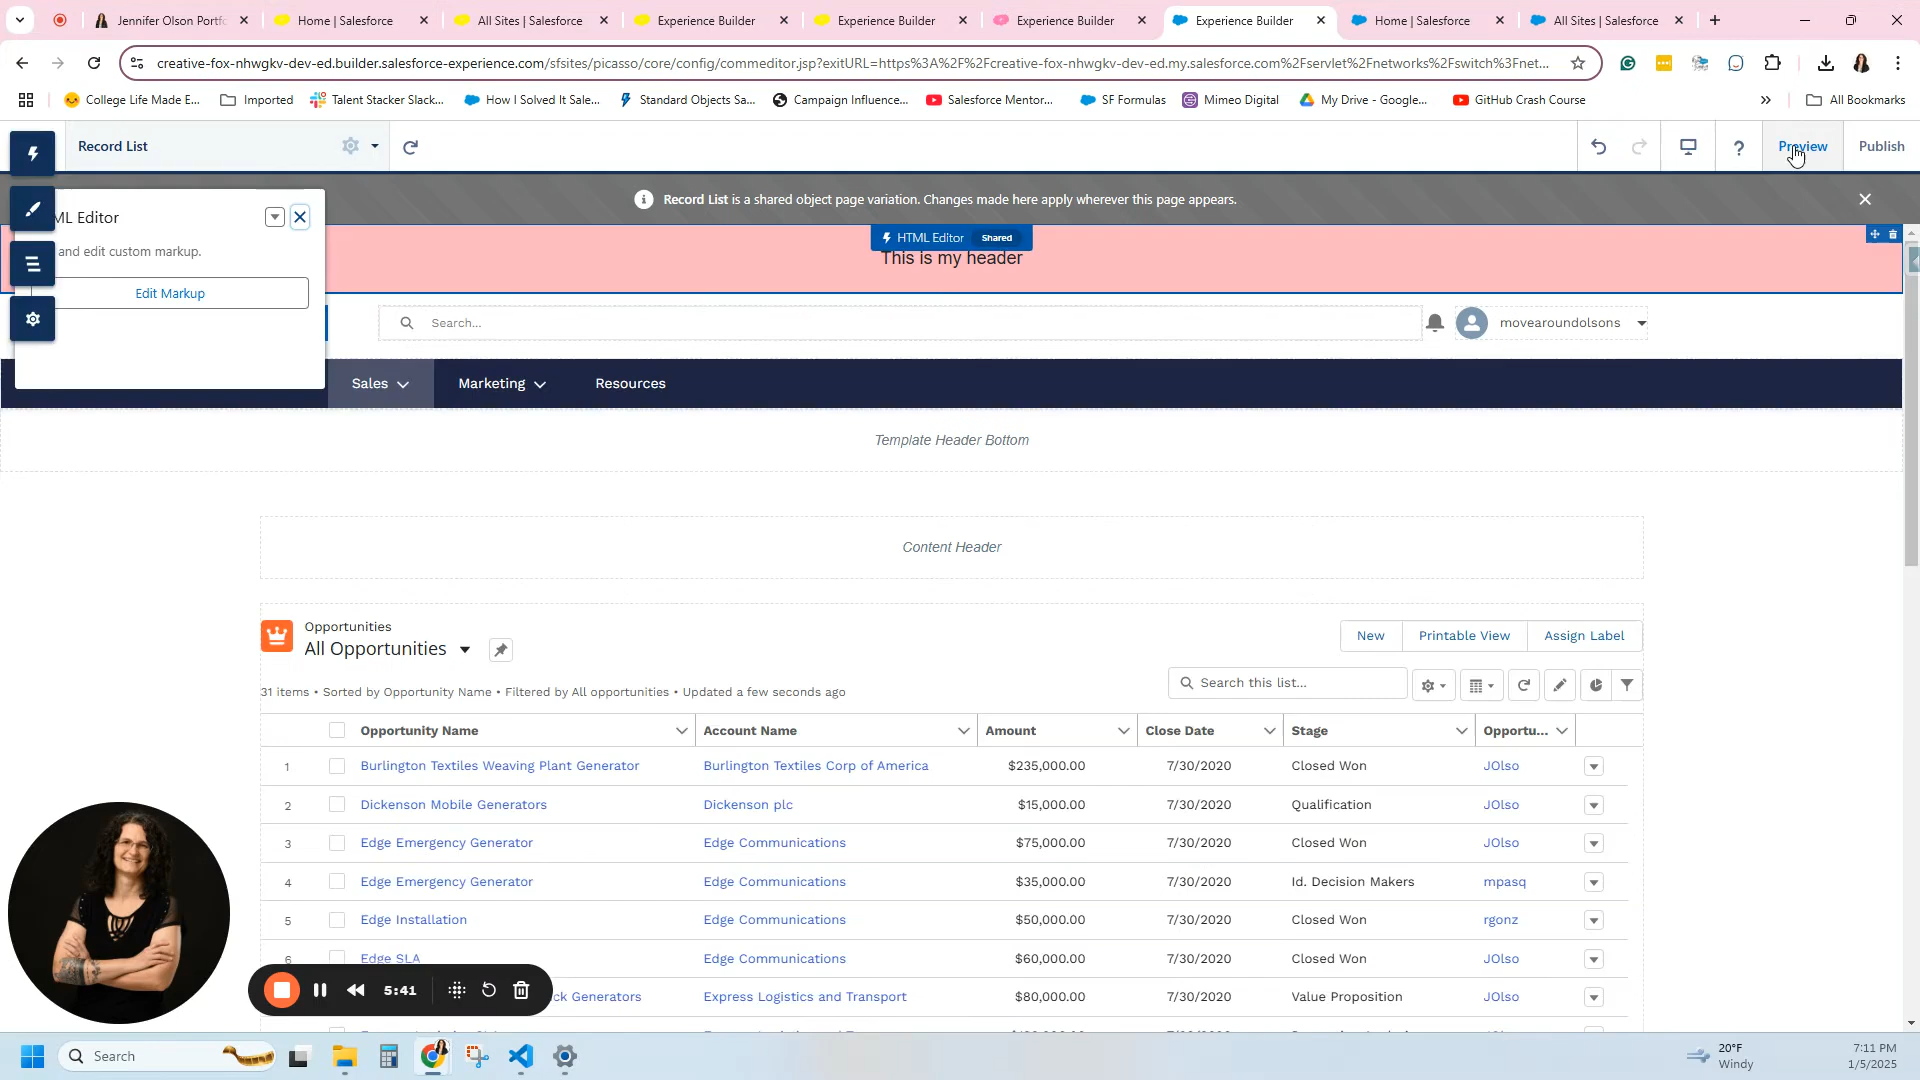 Jennifer Olson Portfo
Home | Salesforce
All Sites | Salesforce
Experience Builder
Experience Builder
Experience Builder
Experience Builder
Home | Salesforce
All Sites | Salesforce
creative-fox-nhwgkv-dev-ed.builder.salesforce-experience.com/sfsites/picasso/core/config/commeditor.jsp?exitURL=https%3A%2F%2Fcreative-fox-nhwgkv-dev-ed.my.salesforce.com%2Fservlet%2Fnetworks%2Fswitch%3Fnet...
College Life Made E...
Imported
Talent Stacker Slack...
How I Solved It Sale...
Standard Objects Sa...
Campaign Influence...
Salesforce Mentor...
SF Formulas
Mimeo Digital
My Drive - Google...
GitHub Crash Course
»
All Bookmarks
Record List
?
Preview
Publish
Record List is a shared object page variation. Changes made here apply wherever this page appears.
ML Editor
and edit custom markup.
Edit Markup
HTML Editor Shared
This is my header
Search...
movearoundolsons
Sales
Marketing
Resources
Template Header Bottom
Content Header
Opportunities
All Opportunities
New
Printable View
Assign Label
31 items • Sorted by Opportunity Name • Filtered by All opportunities • Updated a few seconds ago
Search this list...
Opportunity Name Account Name Amount Close Date Stage Opportu...
1 Burlington Textiles Weaving Plant Generator Burlington Textiles Corp of America $235,000.00 7/30/2020 Closed Won JOlso
2 Dickenson Mobile Generators Dickenson plc $15,000.00 7/30/2020 Qualification JOlso
3 Edge Emergency Generator Edge Communications $75,000.00 7/30/2020 Closed Won JOlso
4 Edge Emergency Generator Edge Communications $35,000.00 7/30/2020 Id. Decision Makers mpasq
5 Edge Installation Edge Communications $50,000.00 7/30/2020 Closed Won rgonz
6 Edge SLA Edge Communications $60,000.00 7/30/2020 Closed Won JOlso
ck Generators Express Logistics and Transport $80,000.00 7/30/2020 Value Proposition JOlso
5:41
Search
20°F
Windy
7:11 PM
1/5/2025